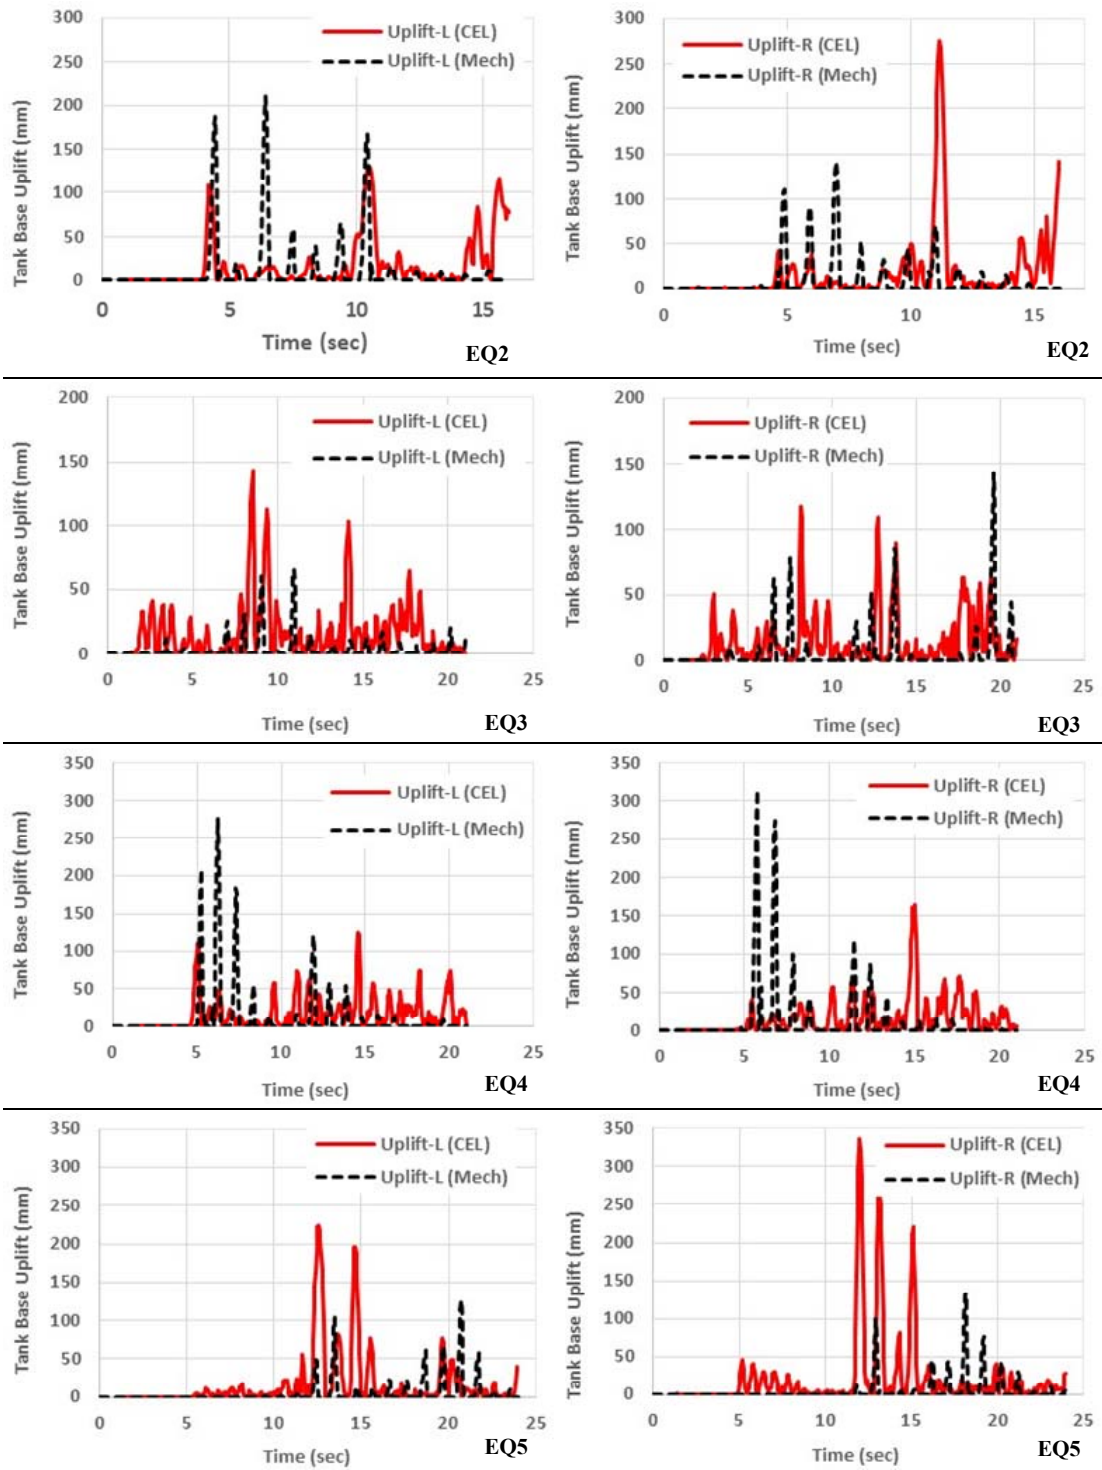 Uplift-L (CEL)
Uplift-L (Mech)
Tank Base Uplift (mm)
300
250
200
150
100
50
0
0 5 10 15
Time (sec)
EQ2
Uplift-R (CEL)
Uplift-R (Mech)
Tank Base Uplift (mm)
300
250
200
150
100
50
0
0 5 10 15
Time (sec)
EQ2
Uplift-L (CEL)
Uplift-L (Mech)
Tank Base Uplift (mm)
200
150
100
50
0
0 5 10 15 20 25
Time (sec)
EQ3
Uplift-R (CEL)
Uplift-R (Mech)
Tank Base Uplift (mm)
200
150
100
50
0
0 5 10 15 20 25
Time (sec)
EQ3
Uplift-L (CEL)
Uplift-L (Mech)
Tank Base Uplift (mm)
350
300
250
200
150
100
50
0
0 5 10 15 20 25
Time (sec)
EQ4
Uplift-R (CEL)
Uplift-R (Mech)
Tank Base Uplift (mm)
350
300
250
200
150
100
50
0
0 5 10 15 20 25
Time (sec)
EQ4
Uplift-L (CEL)
Uplift-L (Mech)
Tank Base Uplift (mm)
350
300
250
200
150
100
50
0
0 5 10 15 20 25
Time (sec)
EQ5
Uplift-R (CEL)
Uplift-R (Mech)
Tank Base Uplift (mm)
350
300
250
200
150
100
50
0
0 5 10 15 20 25
Time (sec)
EQ5